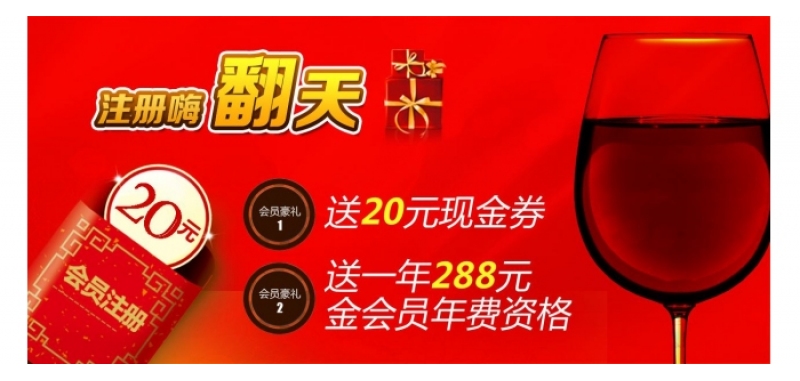 注册嗨翻天
20元
会员注册
会员豪礼
1
送20元现金券
会员豪礼
2
送一年288元
金会员年费资格